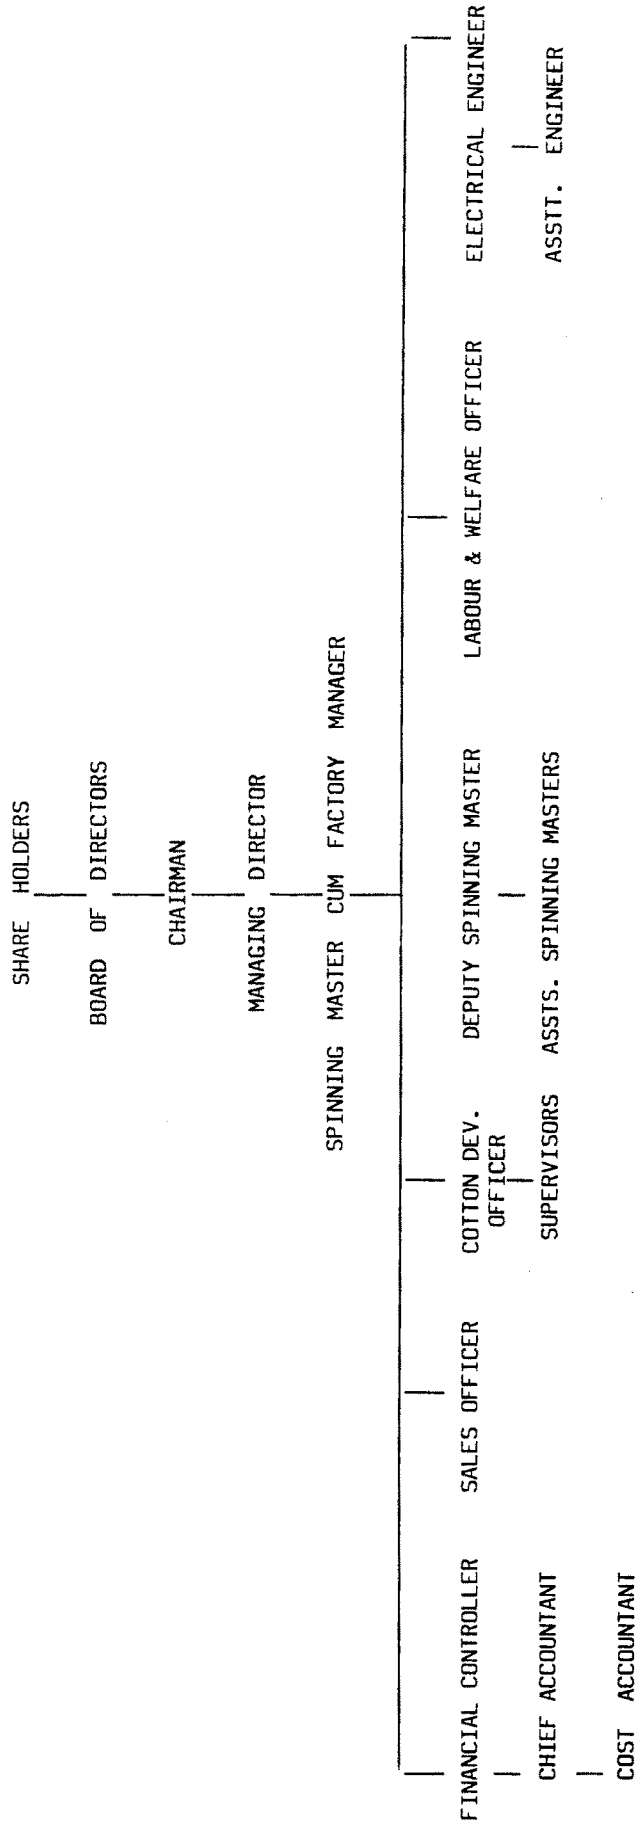 SHARE HOLDERS
BOARD OF DIRECTORS
CHAIRMAN
MANAGING DIRECTOR
SPINNING MASTER CUM FACTORY MANAGER
FINANCIAL CONTROLLER
SALES OFFICER
COTTON DEV.
OFFICER
DEPUTY SPINNING MASTER
LABOUR & WELFARE OFFICER
ELECTRICAL ENGINEER
CHIEF ACCOUNTANT
SUPERVISORS
ASSTS. SPINNING MASTERS
ASSTT. ENGINEER
COST ACCOUNTANT